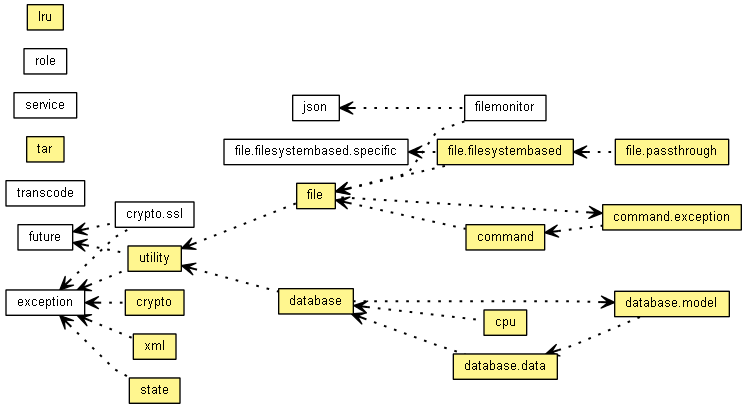 lru
role
json
filemonitor
service
tar
file.filesystembased.specific
file.filesystembased
file.passthrough
transcode
file
crypto.ssl
command.exception
future
command
utility
exception
crypto
database
database.model
cpu
xml
database.data
state